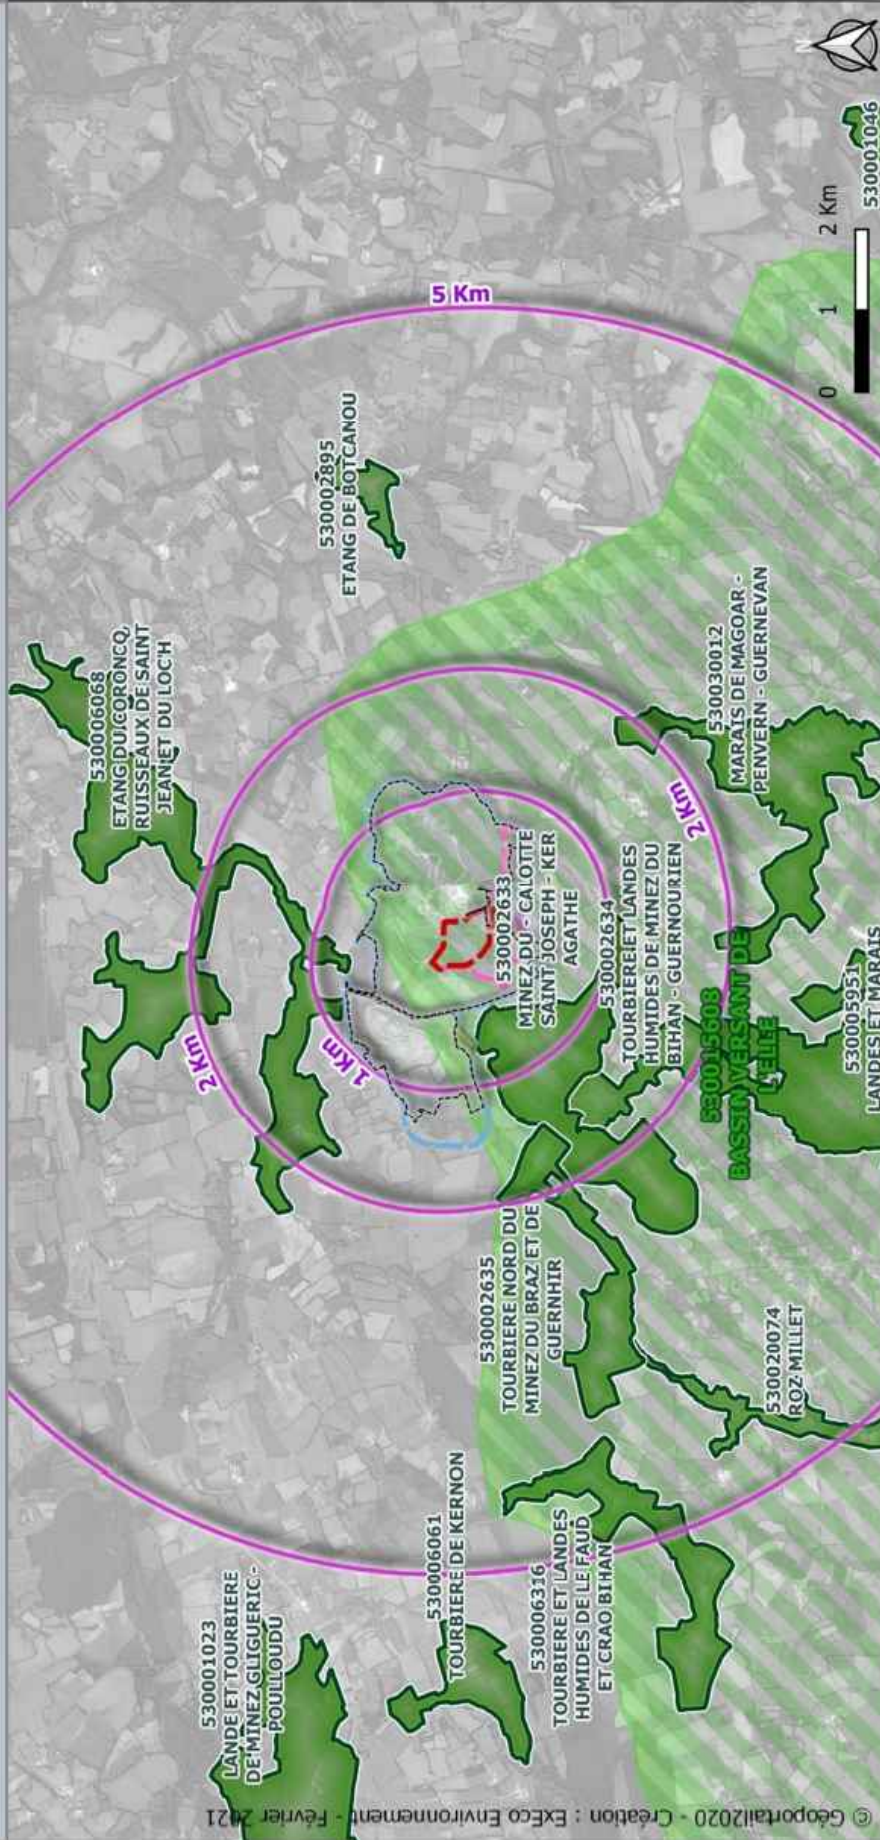 530001023
LANDE ET TOURBIERE
DE MINEZ GLIGUERIC -
POULLOUDU
530006061
TOURBIERE DE KERNON
530006316
TOURBIERE ET LANDES
HUMIDES DE LE FAUD
ET CRAO BIHAN
530002635
TOURBIERE NORD DU
MINEZ DU BRAZ ET DE
GUERNHIR
530020074
ROZ MILLET
530006068
ETANG DU CORONCQ,
RUISSEAUX DE SAINT
JEAN ET DU LOC'H
530002895
ETANG DE BOTCANOU
530002633
MINEZ DU - CALOTTE
SAINT JOSEPH - KER
AGATHE
530002634
TOURBIERE ET LANDES
HUMIDES DE MINEZ DU
BIHAN - GUERNOURIEN
530015608
BASSIN VERSANT DE
L'ELLE
530030012
MARAIS DE MAGOAR -
PENVERN - GUERNEVAN
530005951
LANDES ET MARAIS
530001046
2 Km
1 Km
2 Km
5 Km
N
0 1 2 Km
© Géoportail2020 - Création : ExEco Environnement - Février 2021